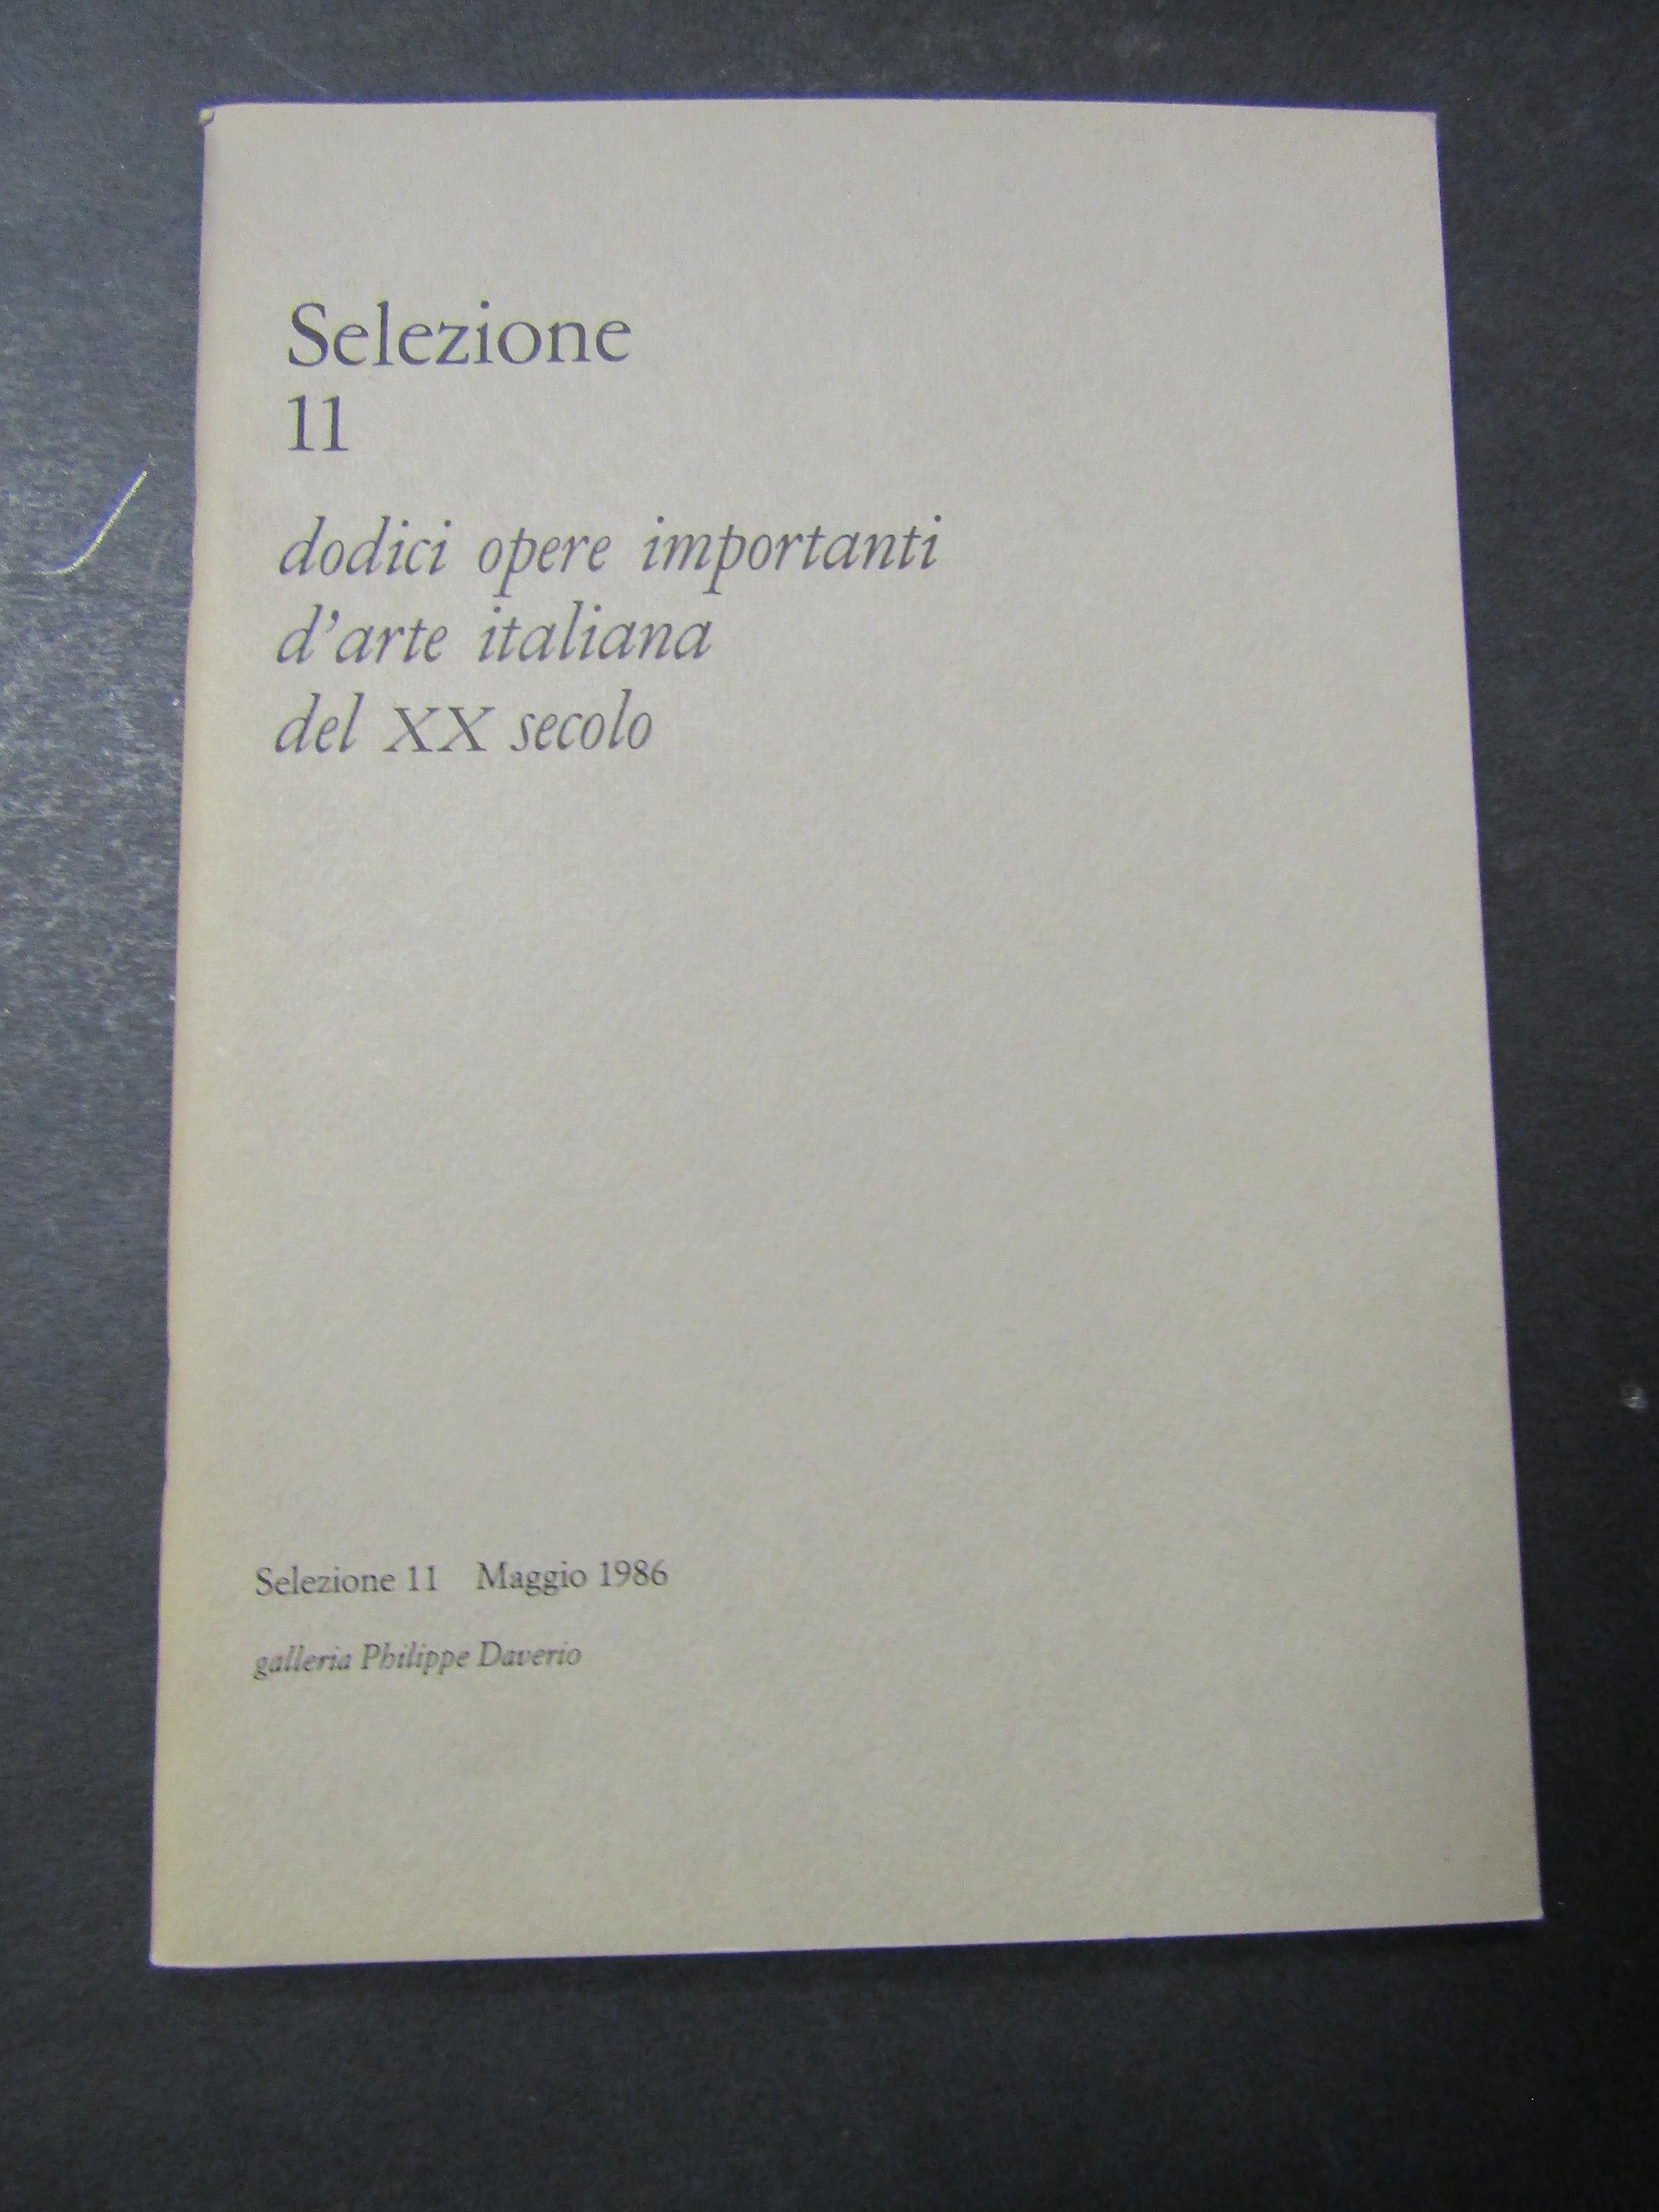 Selezione
11
dodici opere importanti
d'arte italiana
del XX secolo
Selezione 11 Maggio 1986
galleria Philippe Daverio